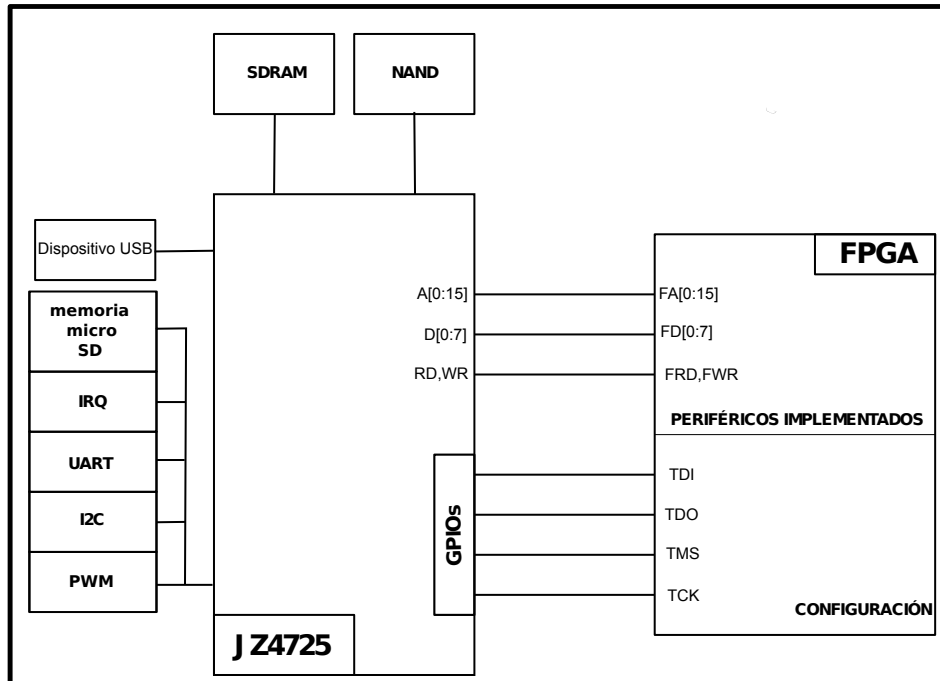 SDRAM
NAND
Dispositivo USB
memoria
micro
SD
IRQ
UART
I2C
PWM
A[0:15]
D[0:7]
RD,WR
GPIOs
JZ4725
FPGA
FA[0:15]
FD[0:7]
FRD,FWR
PERIFÉRICOS IMPLEMENTADOS
TDI
TDO
TMS
TCK
CONFIGURACIÓN